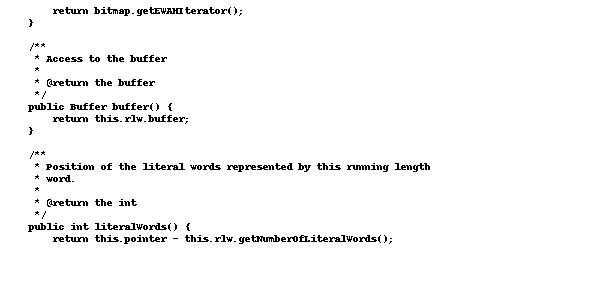 return bitmap.getEWAHIterator();
}
/**
* Access to the buffer
*
* @return the buffer
*/
public Buffer buffer() {
return this.rlw.buffer;
}
/**
* Position of the literal words represented by this running length
* word.
*
* @return the int
*/
public int literalWords() {
return this.pointer - this.rlw.getNumberOfLiteralWords();